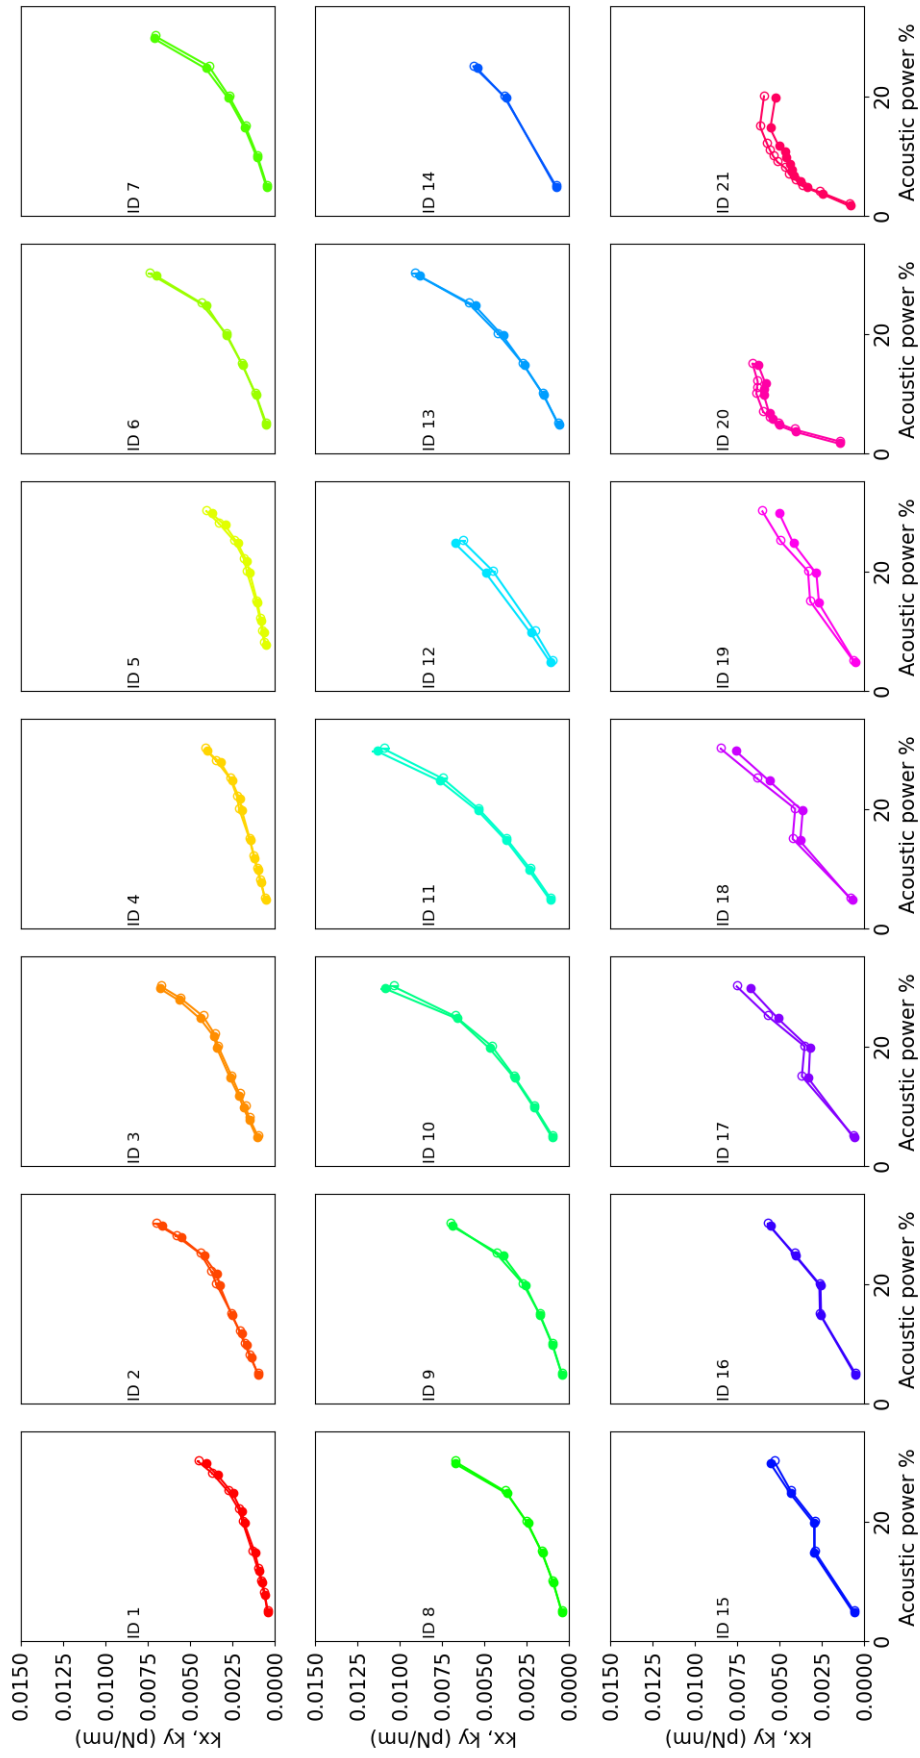 kx, ky (pN/nm)
0.0150
0.0125
0.0100
0.0075
0.0050
0.0025
0.0000
ID 1
ID 2
ID 3
ID 4
ID 5
ID 6
ID 7
kx, ky (pN/nm)
0.0150
0.0125
0.0100
0.0075
0.0050
0.0025
0.0000
ID 8
ID 9
ID 10
ID 11
ID 12
ID 13
ID 14
kx, ky (pN/nm)
0.0150
0.0125
0.0100
0.0075
0.0050
0.0025
0.0000
ID 15
ID 16
ID 17
ID 18
ID 19
ID 20
ID 21
0 20
0 20
0 20
0 20
0 20
0 20
0 20
Acoustic power %
Acoustic power %
Acoustic power %
Acoustic power %
Acoustic power %
Acoustic power %
Acoustic power %